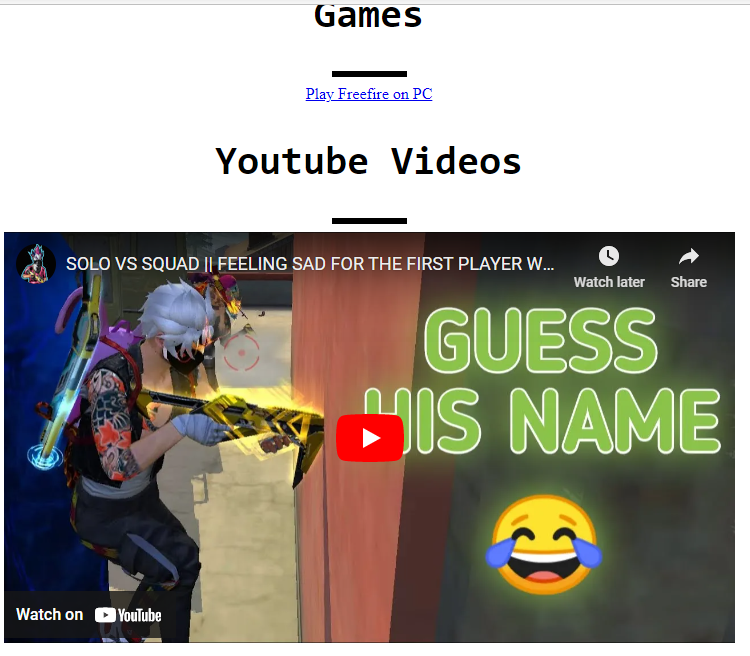 Games
Play Freefire on PC
Youtube Videos
SOLO VS SQUAD || FEELING SAD FOR THE FIRST PLAYER W...
Watch later
Share
GUESS
HIS NAME
Watch on YouTube